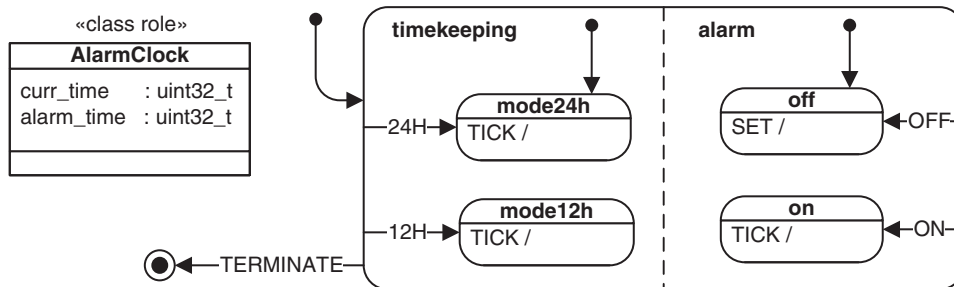 «class role»
AlarmClock
curr_time : uint32_t
alarm_time : uint32_t
timekeeping
alarm
mode24h
TICK /
24H
off
SET /
OFF
mode12h
TICK /
12H
on
TICK /
ON
TERMINATE